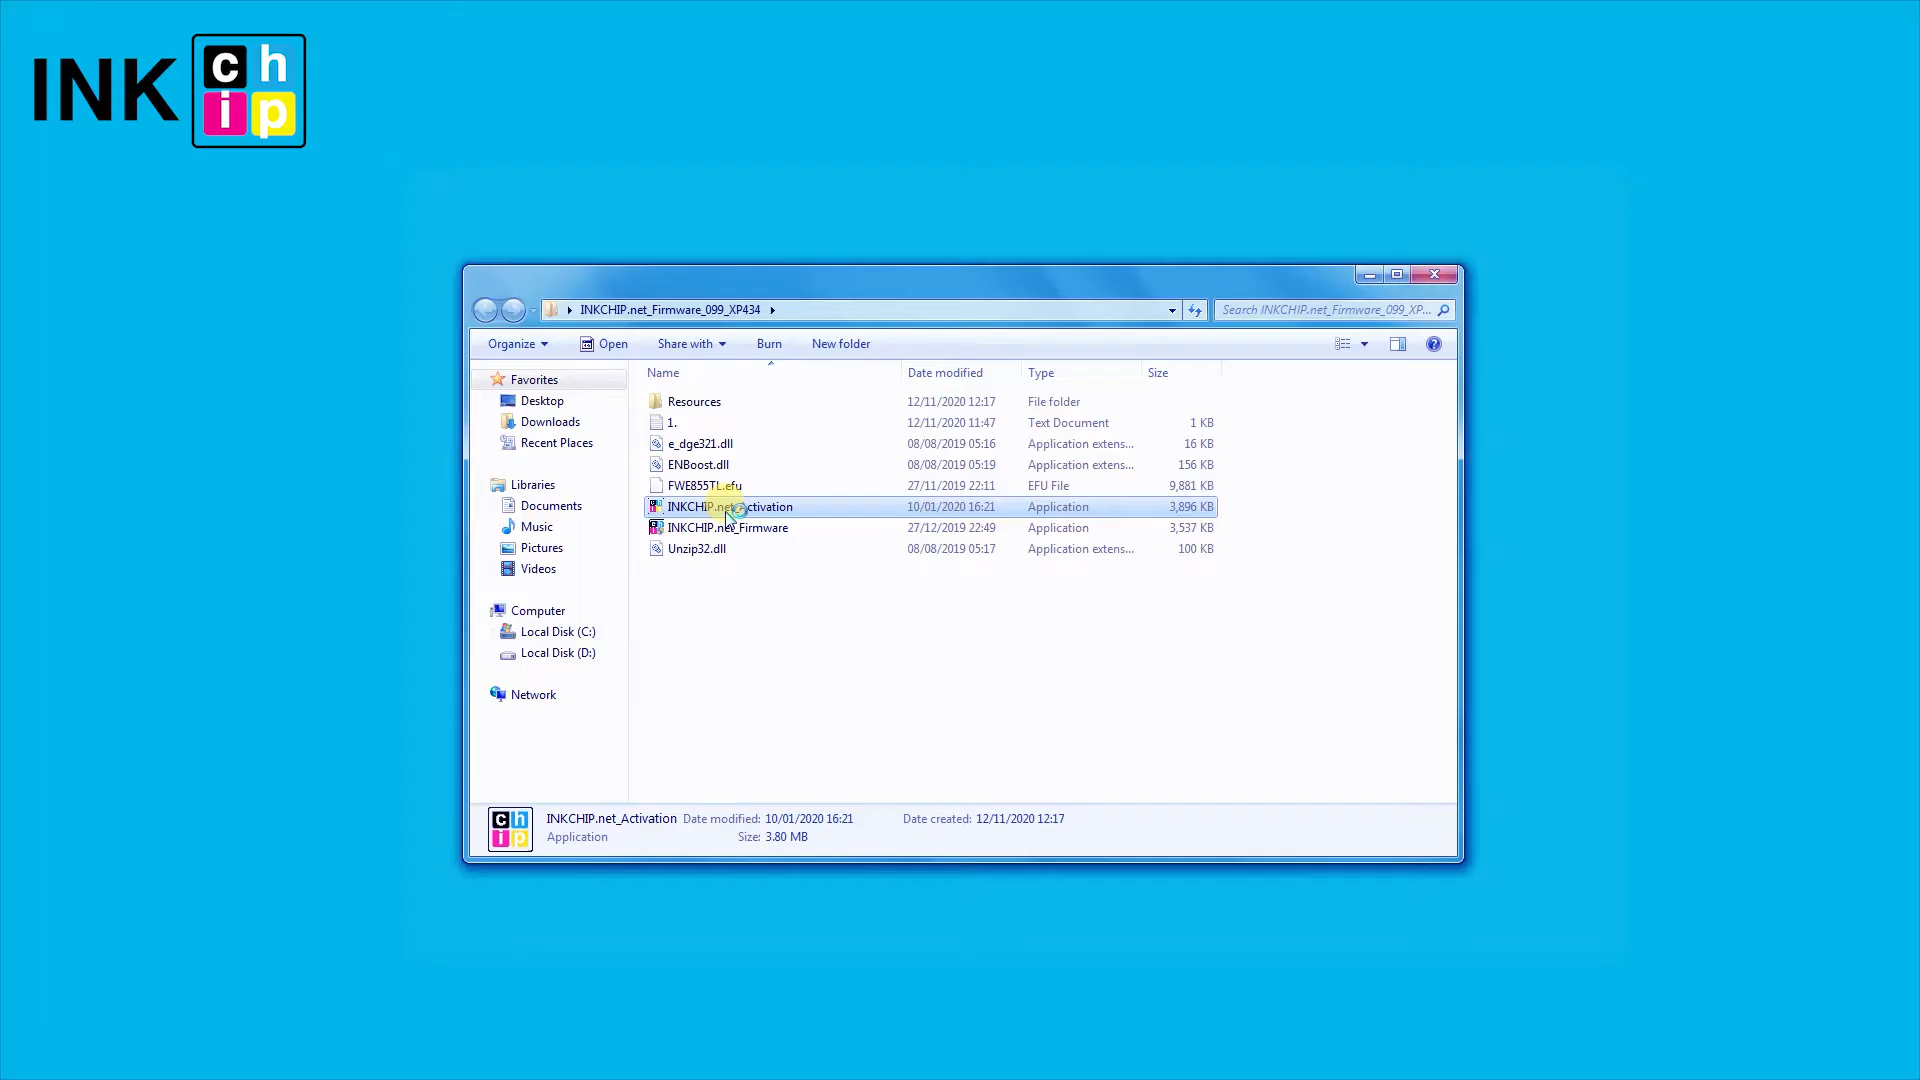 INK chip
INKCHIP.net_Firmware_099_XP434
Search INKCHIP.net_Firmware_099_XP...
Organize Open Share with Burn New folder
Name Date modified Type Size
Favorites
Desktop
Downloads
Recent Places
Libraries
Documents
Music
Pictures
Videos
Computer
Local Disk (C:)
Local Disk (D:)
Network
Resources 12/11/2020 12:17 File folder
1. 12/11/2020 11:47 Text Document 1 KB
e_dge321.dll 08/08/2019 05:16 Application extens... 16 KB
ENBoost.dll 08/08/2019 05:19 Application extens... 156 KB
FWE855TL.efu 27/11/2019 22:11 EFU File 9,881 KB
INKCHIP.net_Activation 10/01/2020 16:21 Application 3,896 KB
INKCHIP.net_Firmware 27/12/2019 22:49 Application 3,537 KB
Unzip32.dll 08/08/2019 05:17 Application extens... 100 KB
chip
INKCHIP.net_Activation Date modified: 10/01/2020 16:21 Date created: 12/11/2020 12:17
Application Size: 3.80 MB